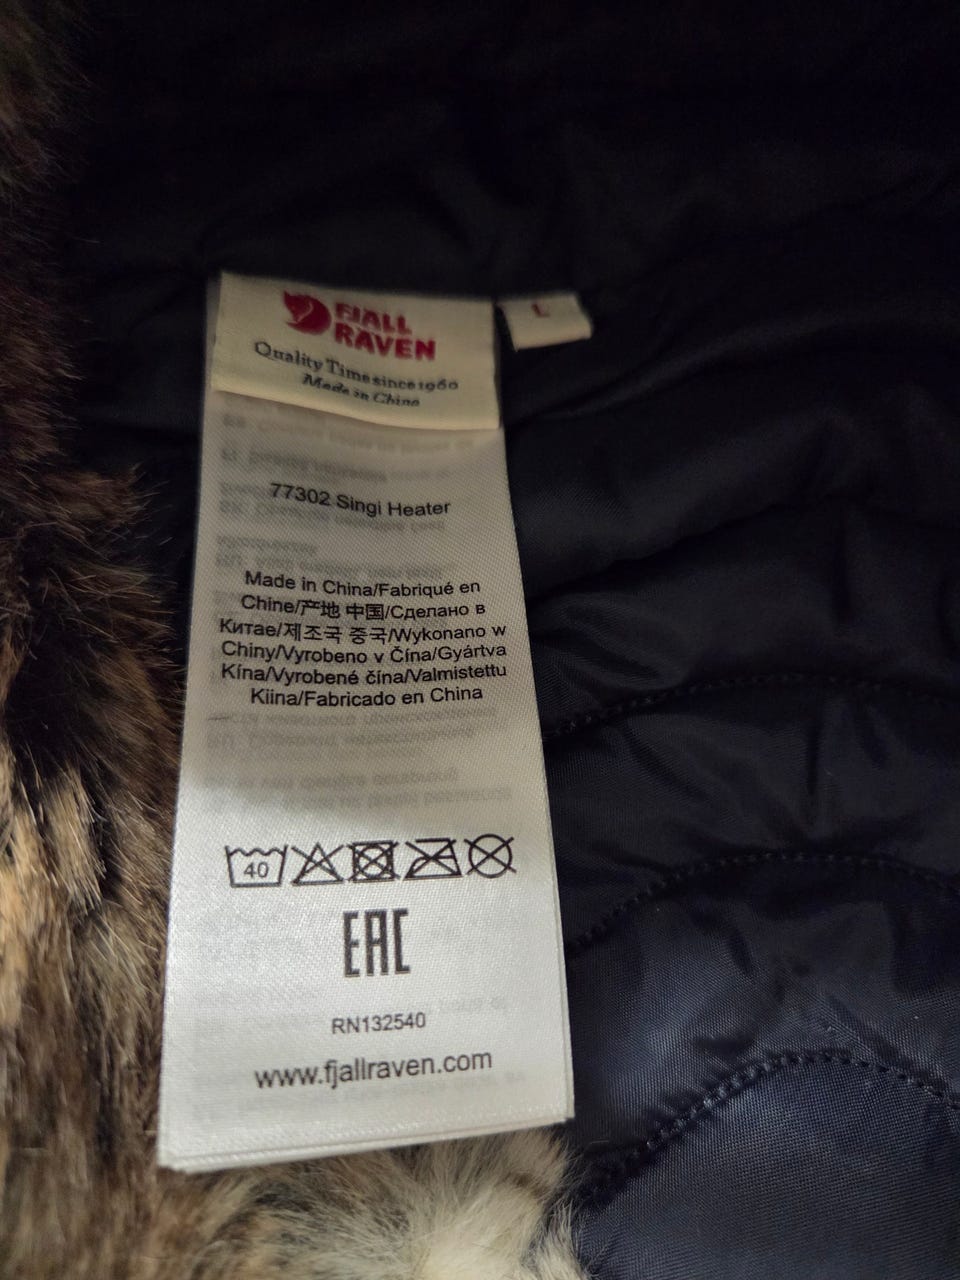 FJALL
RAVEN
L
Quality Time since 1960
Made in China
77302 Singi Heater
Made in China/Fabriqué en
Chine/产地 中国/Сделано в
Китае/제조국 중국/Wykonano w
Chiny/Vyrobeno v Čína/Gyártva
Kína/Vyrobené čína/Valmistettu
Kiina/Fabricado en China
40
EAC
RN132540
www.fjallraven.com